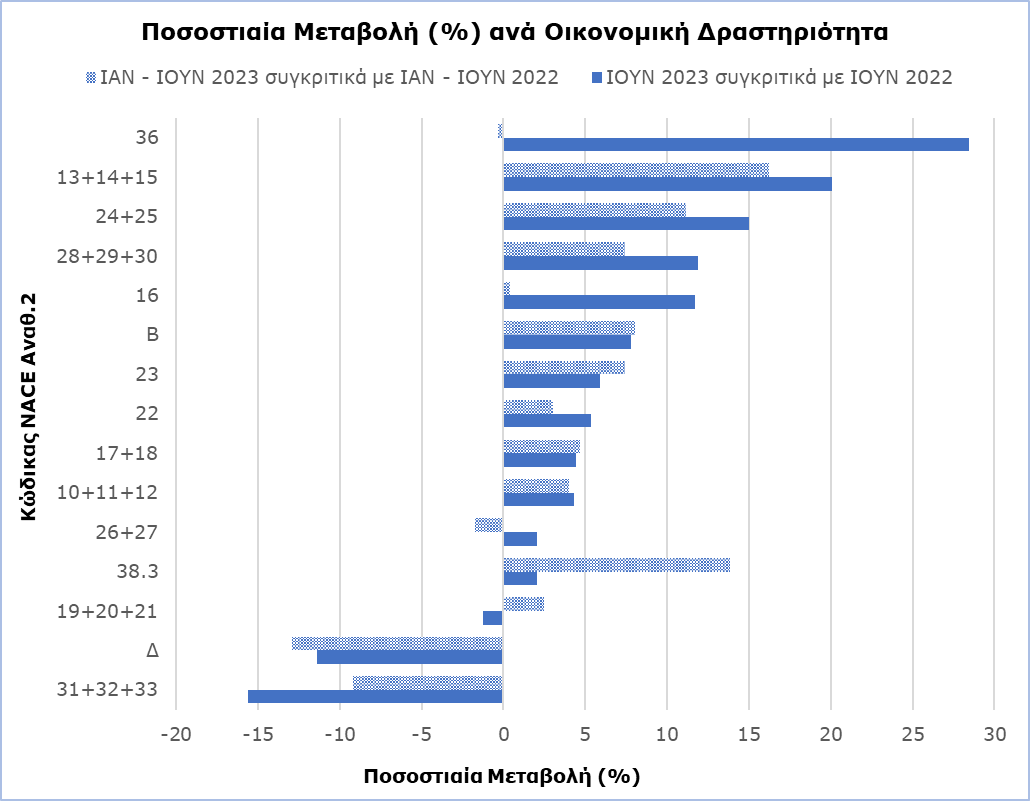 Ποσοστιαία Μεταβολή (%) ανά Οικονομική Δραστηριότητα
ΙΑΝ - ΙΟΥΝ 2023 συγκριτικά με ΙΑΝ - ΙΟΥΝ 2022
ΙΟΥΝ 2023 συγκριτικά με ΙΟΥΝ 2022
Κώδικας NACE Αναθ.2
36
13+14+15
24+25
28+29+30
16
Β
23
22
17+18
10+11+12
26+27
38.3
19+20+21
Δ
31+32+33
-20 -15 -10 -5 0 5 10 15 20 25 30
Ποσοστιαία Μεταβολή (%)